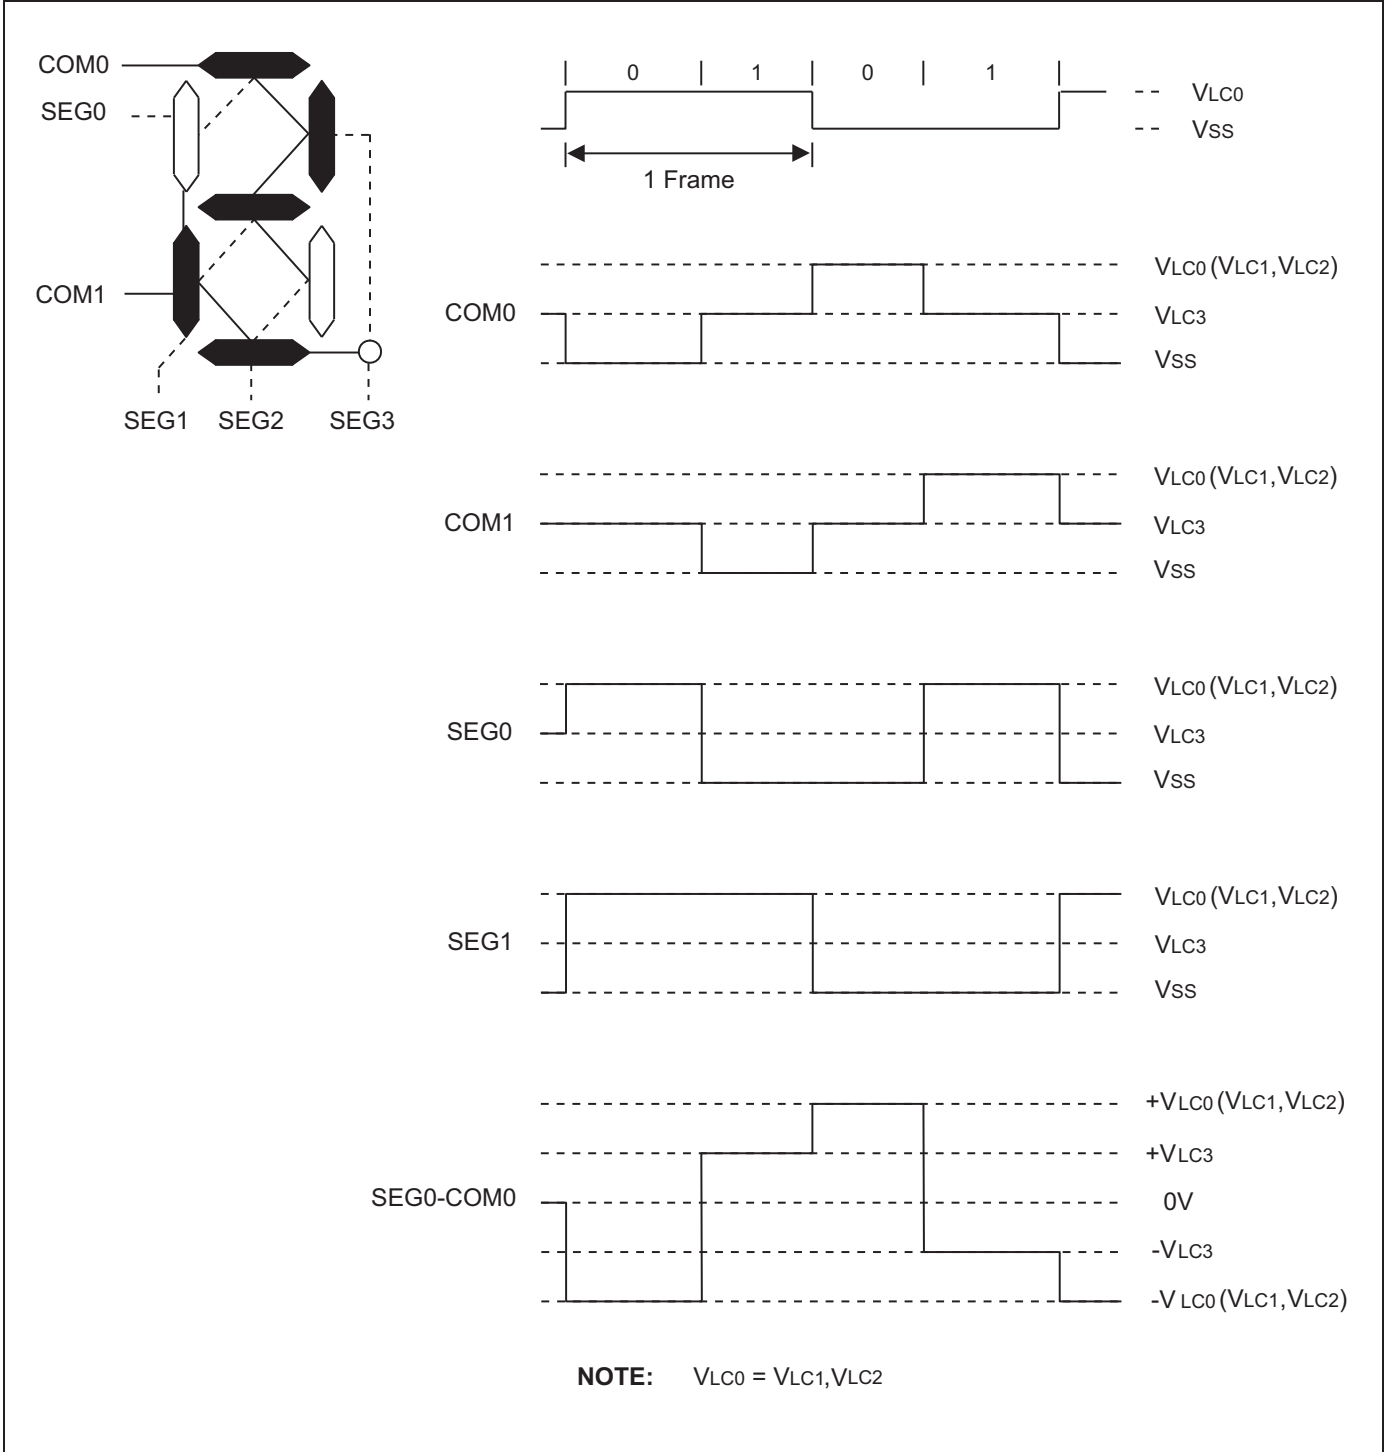 COM0
SEG0
COM1
SEG1 SEG2 SEG3
0 1 0 1
VLC0
VSS
1 Frame
COM0
VLC0 (VLC1,VLC2)
VLC3
VSS
COM1
VLC0 (VLC1,VLC2)
VLC3
VSS
SEG0
VLC0 (VLC1,VLC2)
VLC3
VSS
SEG1
VLC0 (VLC1,VLC2)
VLC3
VSS
SEG0-COM0
+VLC0 (VLC1,VLC2)
+VLC3
0V
-VLC3
-V LC0 (VLC1,VLC2)
NOTE: VLC0 = VLC1,VLC2